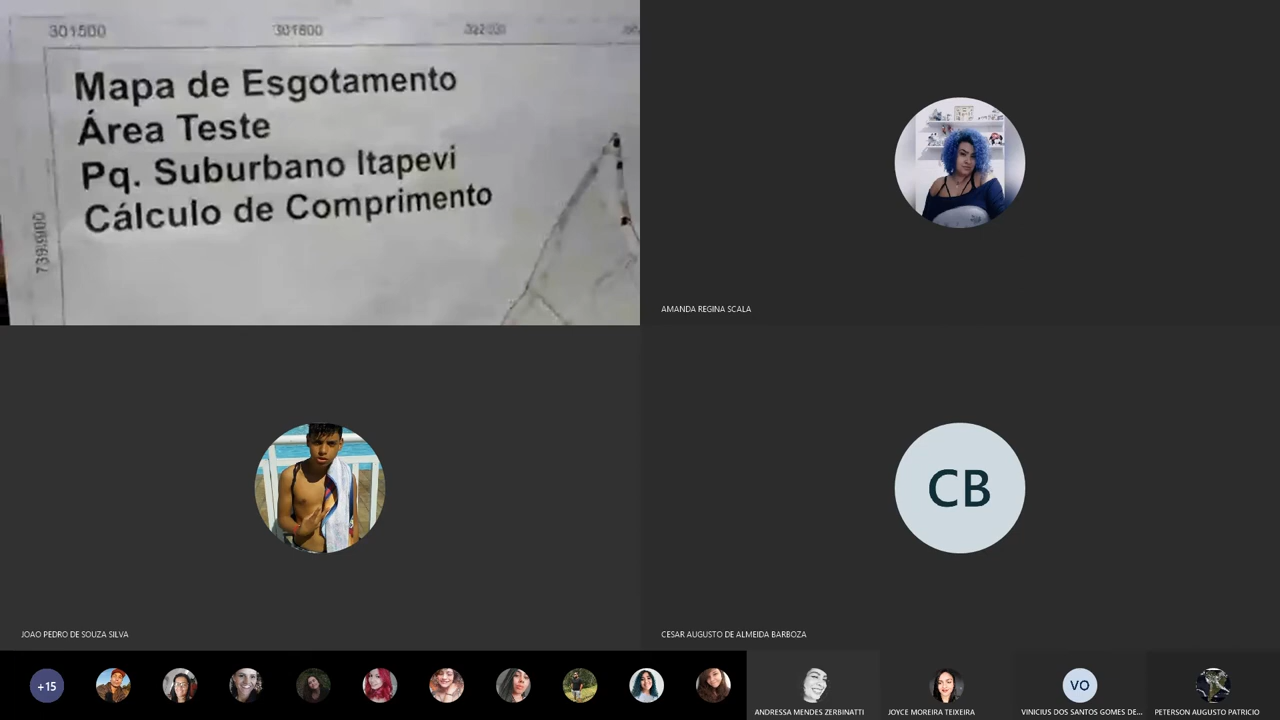 301500
301600
Mapa de Esgotamento
Área Teste
Pq. Suburbano Itapevi
Cálculo de Comprimento
AMANDA REGINA SCALA
JOAO PEDRO DE SOUZA SILVA
CB
CESAR AUGUSTO DE ALMEIDA BARBOZA
+15
ANDRESSA MENDES ZERBINATTI
JOYCE MOREIRA TEIXEIRA
VO
VINICIUS DOS SANTOS GOMES DE...
PETERSON AUGUSTO PATRICIO